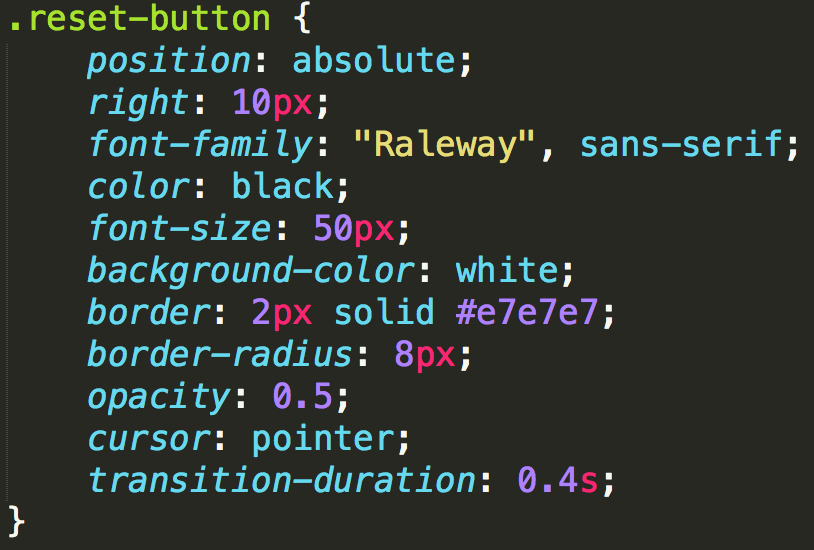 .reset-button {
    position: absolute;
    right: 10px;
    font-family: "Raleway", sans-serif;
    color: black;
    font-size: 50px;
    background-color: white;
    border: 2px solid #e7e7e7;
    border-radius: 8px;
    opacity: 0.5;
    cursor: pointer;
    transition-duration: 0.4s;
}